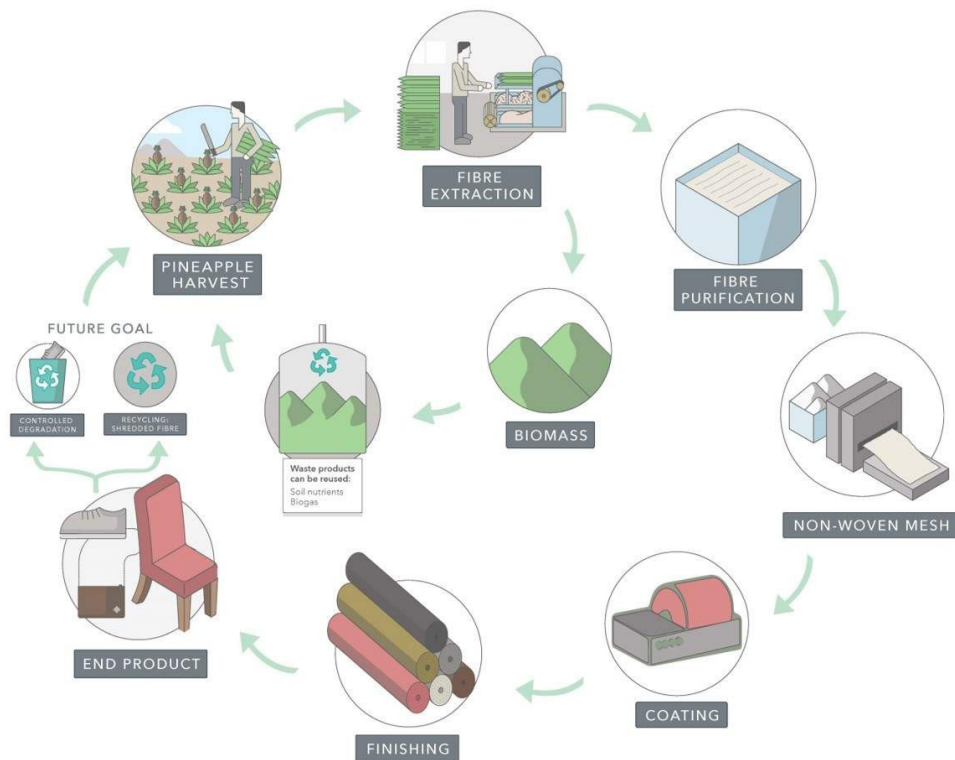 FIBRE
EXTRACTION
PINEAPPLE
HARVEST
FIBRE
PURIFICATION
FUTURE GOAL
CONTROLLED
DEGRADATION
RECYCLING:
SHREDDED FIBRE
BIOMASS
Waste products
can be reused:
Soil nutrients
Biogas
NON-WOVEN MESH
END PRODUCT
COATING
FINISHING